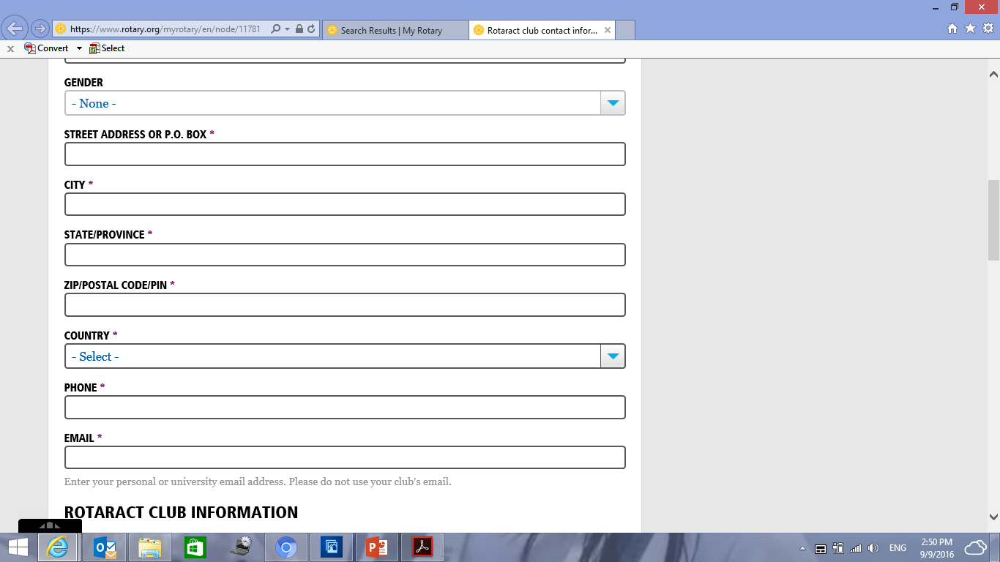 https://www.rotary.org/myrotary/en/node/11781
Search Results | My Rotary
Rotaract club contact infor...
x Convert Select
GENDER
- None -
STREET ADDRESS OR P.O. BOX *
CITY *
STATE/PROVINCE *
ZIP/POSTAL CODE/PIN *
COUNTRY *
- Select -
PHONE *
EMAIL *
Enter your personal or university email address. Please do not use your club's email.
ROTARACT CLUB INFORMATION
ENG
2:50 PM
9/9/2016